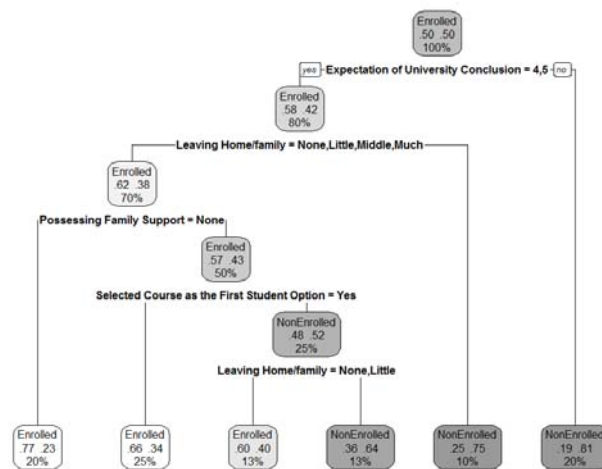 Enrolled
.50 .50
100%
yes Expectation of University Conclusion = 4,5 no
Enrolled
.58 .42
80%
Leaving Home/family = None,Little,Middle,Much
Enrolled
.62 .38
70%
Possessing Family Support = None
Enrolled
.57 .43
50%
Selected Course as the First Student Option = Yes
NonEnrolled
.48 .52
25%
Leaving Home/family = None,Little
Enrolled
.77 .23
20%
Enrolled
.66 .34
25%
Enrolled
.60 .40
13%
NonEnrolled
.36 .64
13%
NonEnrolled
.25 .75
10%
NonEnrolled
.19 .81
20%